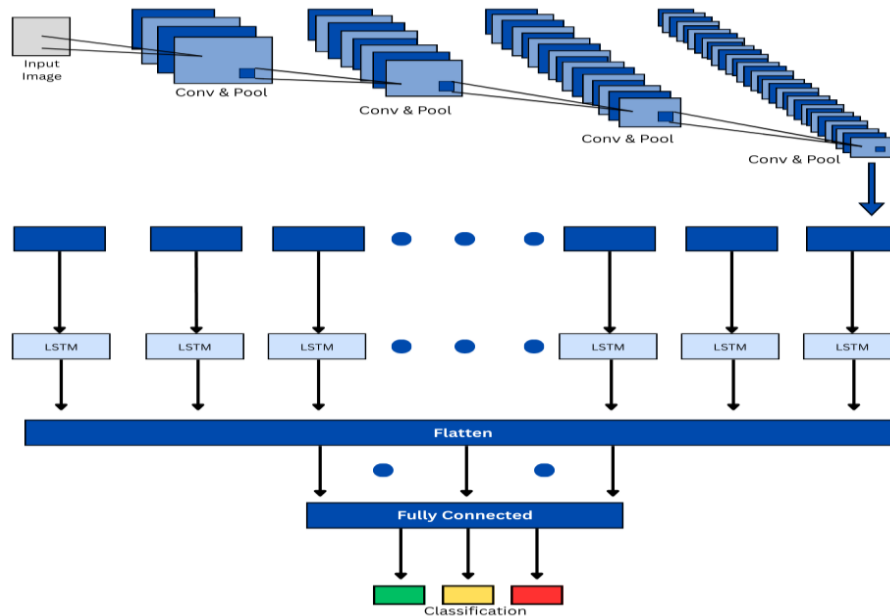 Input
Image
Conv & Pool
Conv & Pool
Conv & Pool
Conv & Pool
LSTM
LSTM
LSTM
LSTM
LSTM
LSTM
Flatten
Fully Connected
Classification